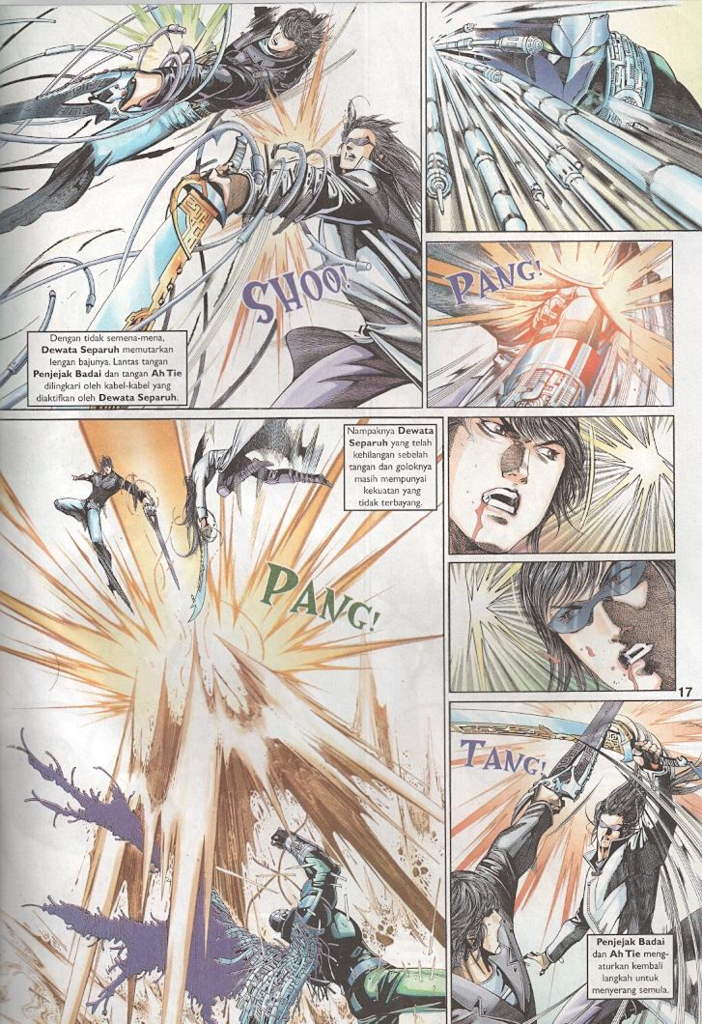 SHOO!
Dengan tidak semena-mena,
Dewata Separuh memutarkan
lengan bajunya. Lantas tangan
Penjejak Badai dan tangan Ah Tie
dilingkari oleh kabel-kabel yang
diaktifkan oleh Dewata Separuh.
PANG!
Nampaknya Dewata
Separuh yang telah
kehilangan sebelah
tangan dan goloknya
masih mempunyai
kekuatan yang
tidak terbayang.
PANG!
17
TANG!
Penjejak Badai
dan Ah Tie meng-
aturkan kembali
langkah untuk
menyerang semula.